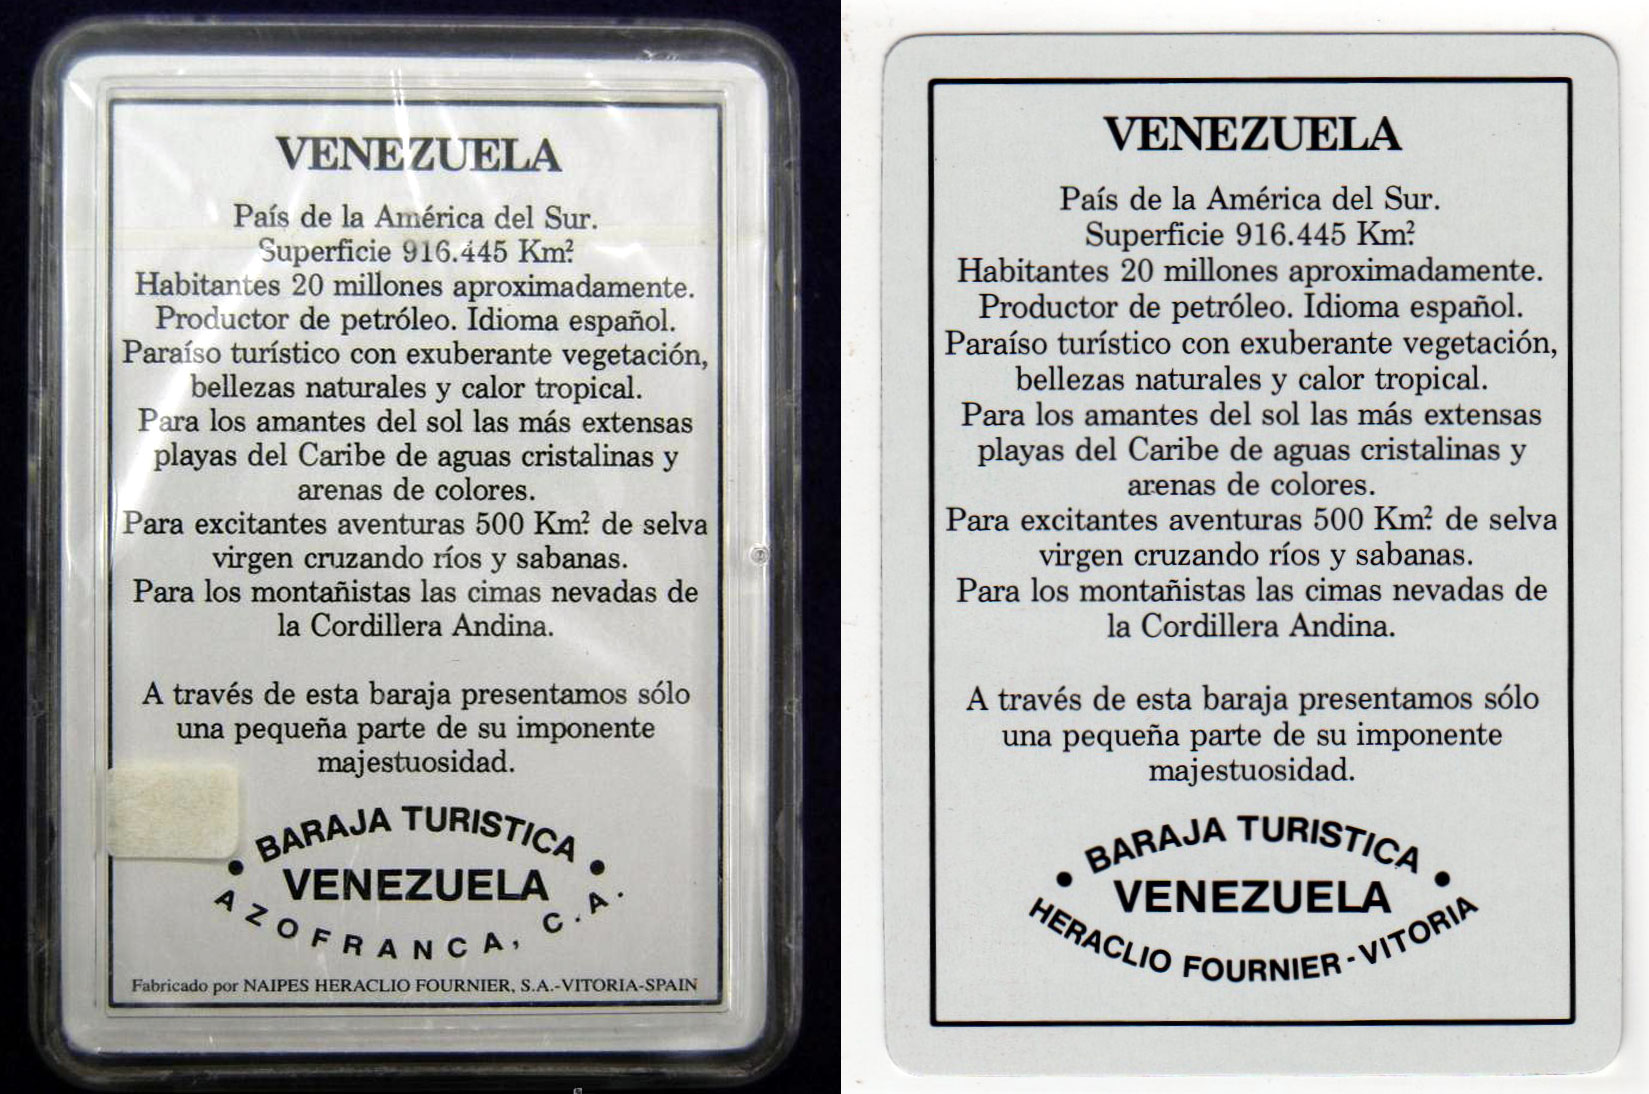 VENEZUELA
País de la América del Sur.
Superficie 916.445 Km²
Habitantes 20 millones aproximadamente.
Productor de petróleo. Idioma español.
Paraíso turístico con exuberante vegetación,
bellezas naturales y calor tropical.
Para los amantes del sol las más extensas
playas del Caribe de aguas cristalinas y
arenas de colores.
Para excitantes aventuras 500 Km² de selva
virgen cruzando ríos y sabanas.
Para los montañistas las cimas nevadas de
la Cordillera Andina.
A través de esta baraja presentamos sólo
una pequeña parte de su imponente
majestuosidad.
• BARAJA TURISTICA •
VENEZUELA
AZOFRANCA, C.A.
Fabricado por NAIPES HERACLIO FOURNIER, S.A.-VITORIA-SPAIN
VENEZUELA
País de la América del Sur.
Superficie 916.445 Km²
Habitantes 20 millones aproximadamente.
Productor de petróleo. Idioma español.
Paraíso turístico con exuberante vegetación,
bellezas naturales y calor tropical.
Para los amantes del sol las más extensas
playas del Caribe de aguas cristalinas y
arenas de colores.
Para excitantes aventuras 500 Km² de selva
virgen cruzando ríos y sabanas.
Para los montañistas las cimas nevadas de
la Cordillera Andina.
A través de esta baraja presentamos sólo
una pequeña parte de su imponente
majestuosidad.
• BARAJA TURISTICA •
VENEZUELA
HERACLIO FOURNIER - VITORIA